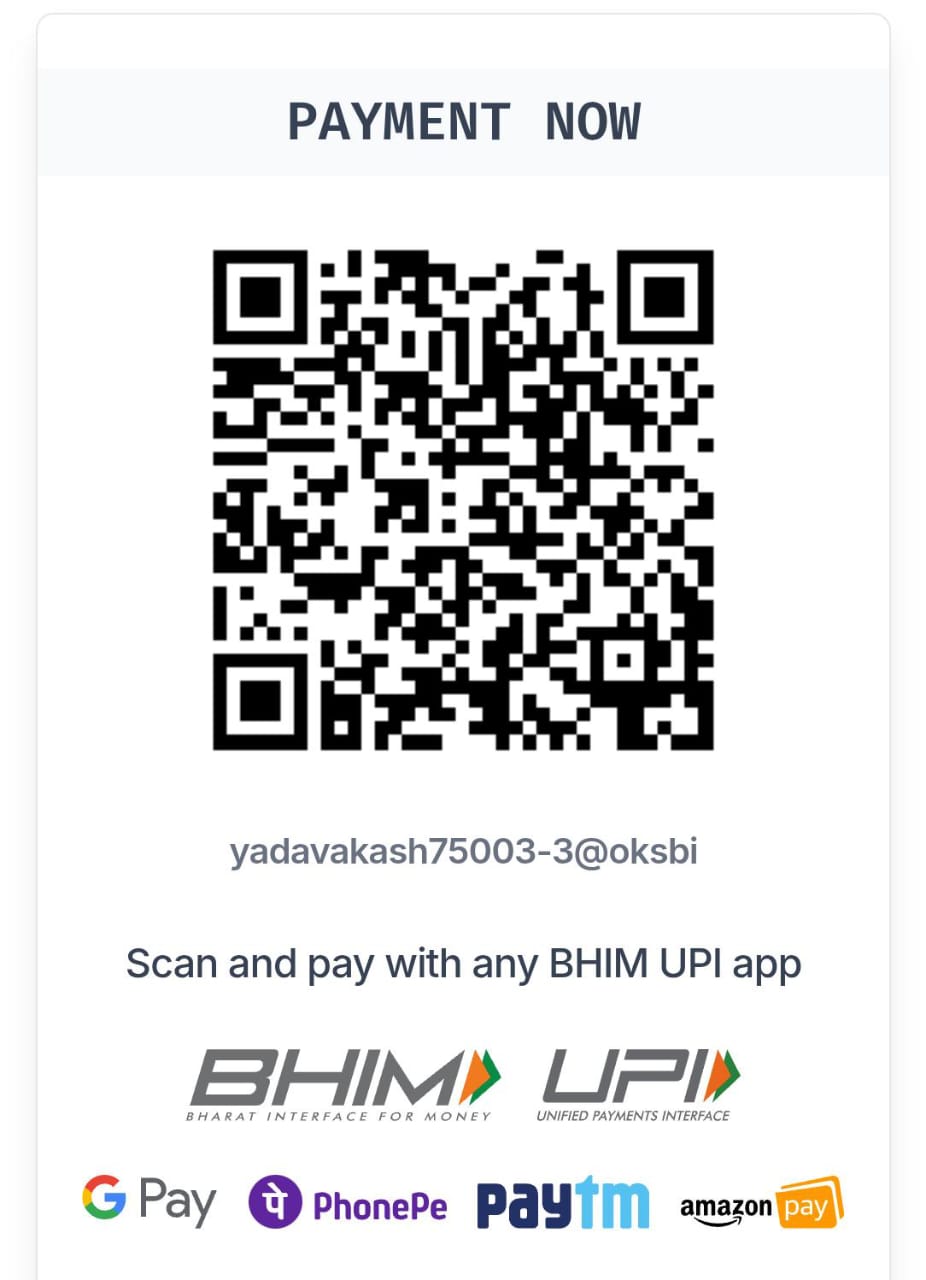 PAYMENT NOW
yadavakash75003-3@oksbi
Scan and pay with any BHIM UPI app
BHIM UPI
BHARAT INTERFACE FOR MONEY UNIFIED PAYMENTS INTERFACE
G Pay पे PhonePe paytm amazon pay